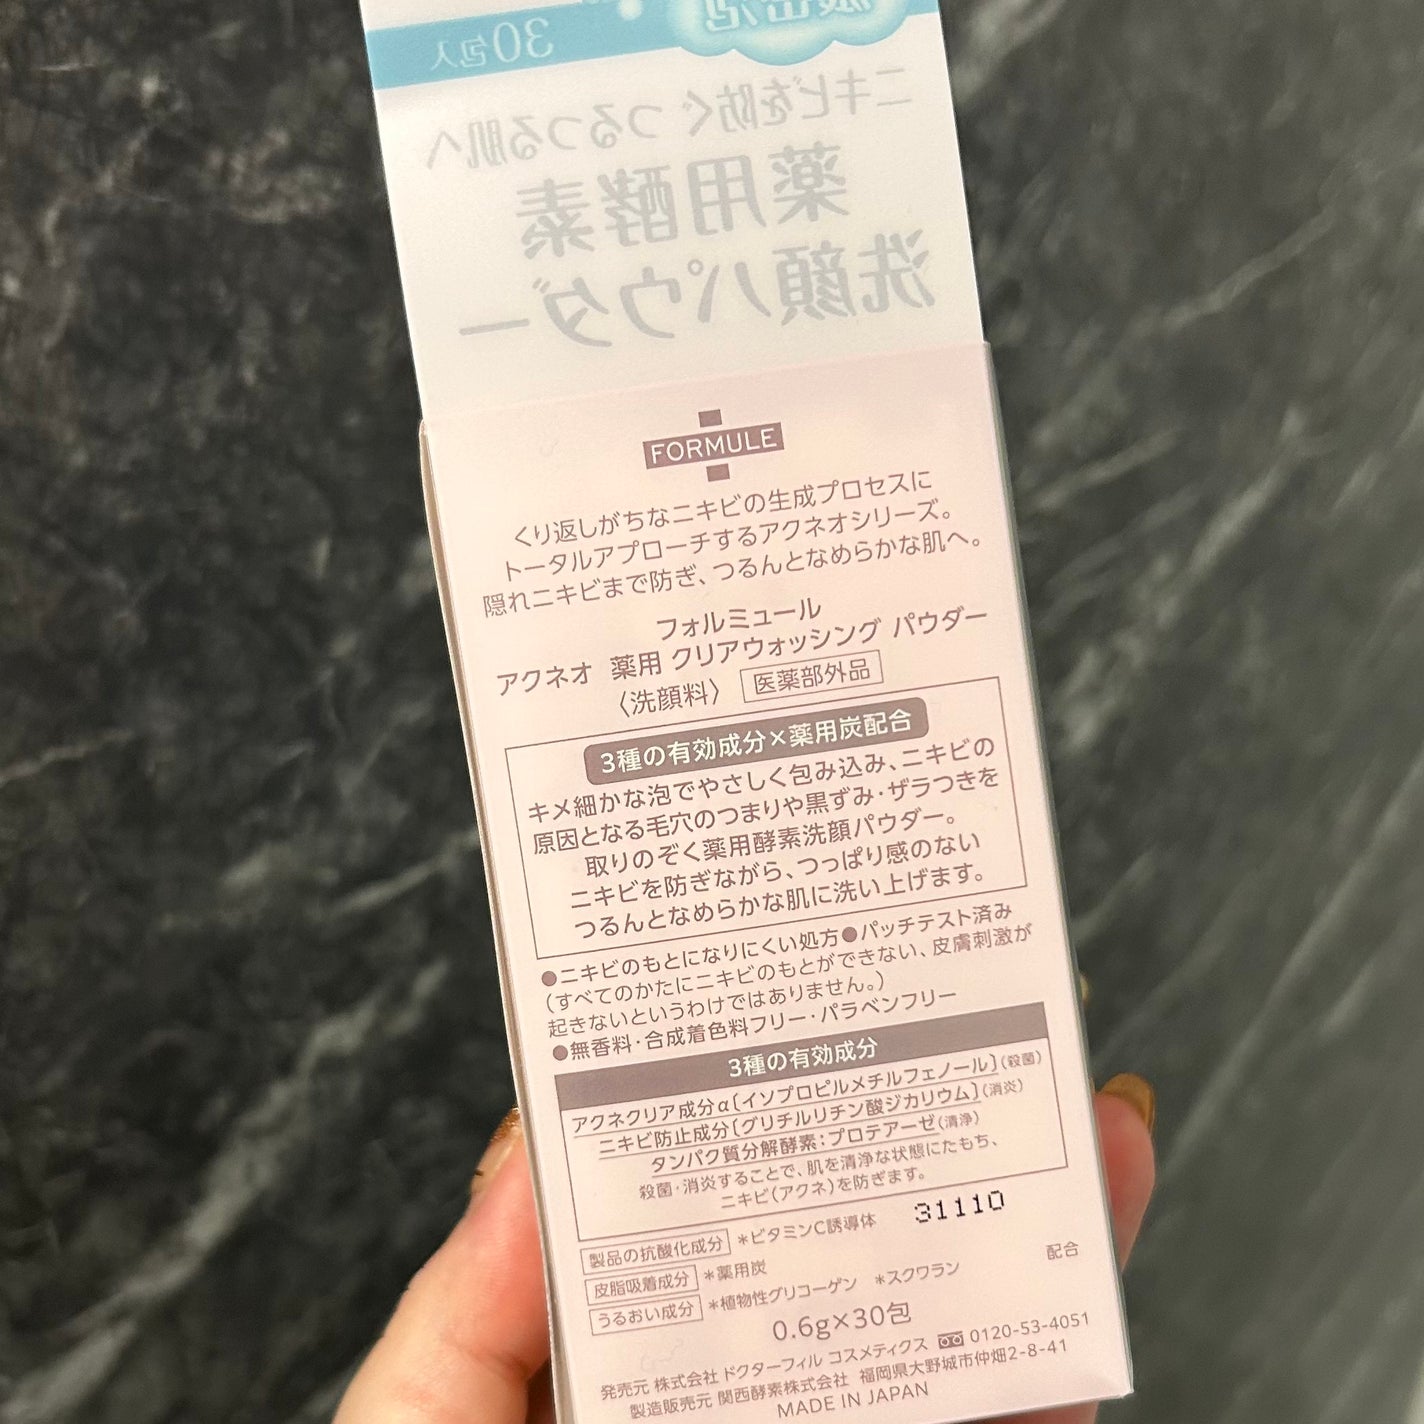 濃密泡
30包入
ニキビを防ぐ つるつる肌へ
薬用酵素
洗顔パウダー
FORMULE
くり返しがちなニキビの生成プロセスに
トータルアプローチするアクネオシリーズ。
隠れニキビまで防ぎ、つるんとなめらかな肌へ。
フォルミュール
アクネオ 薬用 クリアウォッシング パウダー
〈洗顔料〉 医薬部外品
3種の有効成分×薬用炭配合
キメ細かな泡でやさしく包み込み、ニキビの
原因となる毛穴のつまりや黒ずみ・ザラつきを
取りのぞく薬用酵素洗顔パウダー。
ニキビを防ぎながら、つっぱり感のない
つるんとなめらかな肌に洗い上げます。
●ニキビのもとになりにくい処方●パッチテスト済み
(すべてのかたにニキビのもとができない、皮膚刺激が
起きないというわけではありません。)
●無香料・合成着色料フリー・パラベンフリー
3種の有効成分
アクネクリア成分α〔イソプロピルメチルフェノール〕(殺菌)
ニキビ防止成分〔グリチルリチン酸ジカリウム〕(消炎)
タンパク質分解酵素：プロテアーゼ(清浄)
殺菌・消炎することで、肌を清浄な状態にたもち、
ニキビ(アクネ)を防ぎます。
31110
製品の抗酸化成分 *ビタミンC誘導体
皮脂吸着成分 *薬用炭
うるおい成分 *植物性グリコーゲン *スクワラン 配合
0.6g×30包
発売元 株式会社 ドクターフィル コスメティクス 0120-53-4051
製造販売元 関西酵素株式会社 福岡県大野城市仲畑2-8-41
MADE IN JAPAN